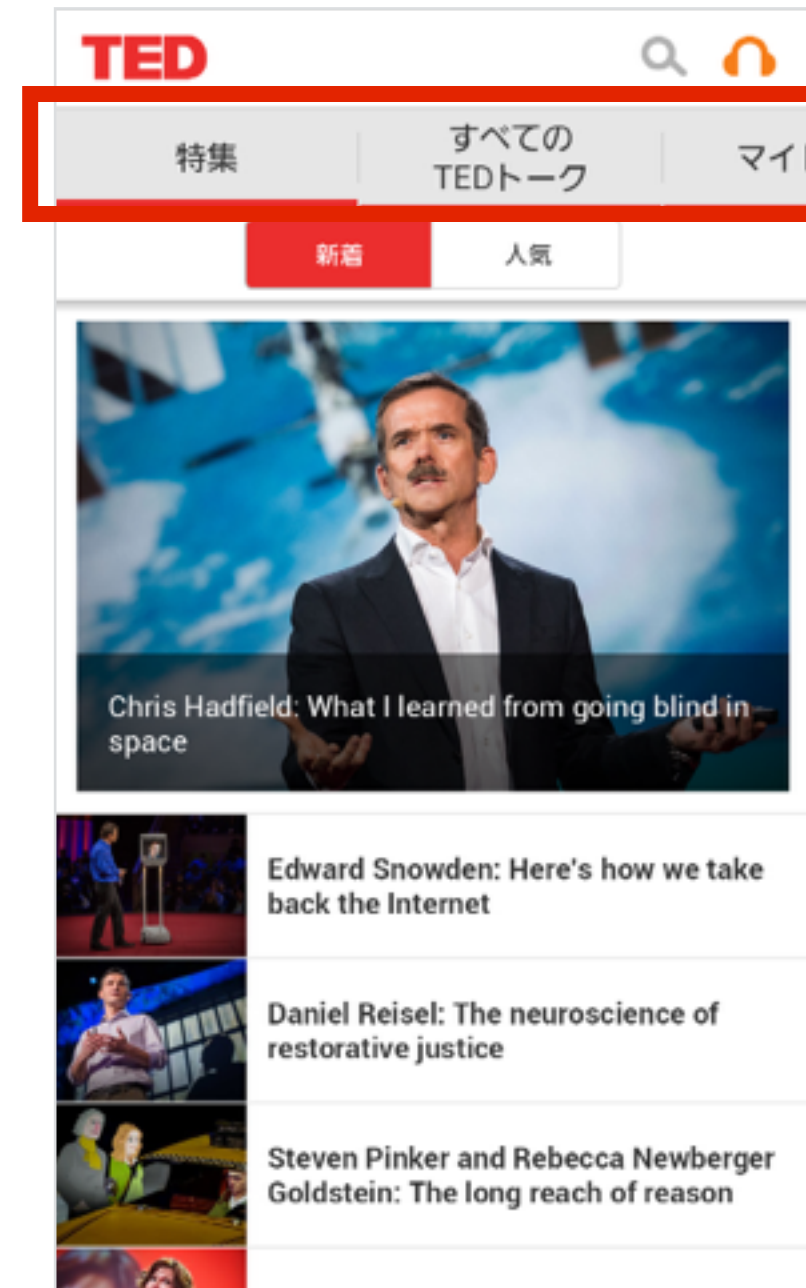 TED
特集
すべての
TEDトーク
マイ
新着
人気
Chris Hadfield: What I learned from going blind in
space
Edward Snowden: Here's how we take
back the Internet
Daniel Reisel: The neuroscience of
restorative justice
Steven Pinker and Rebecca Newberger
Goldstein: The long reach of reason